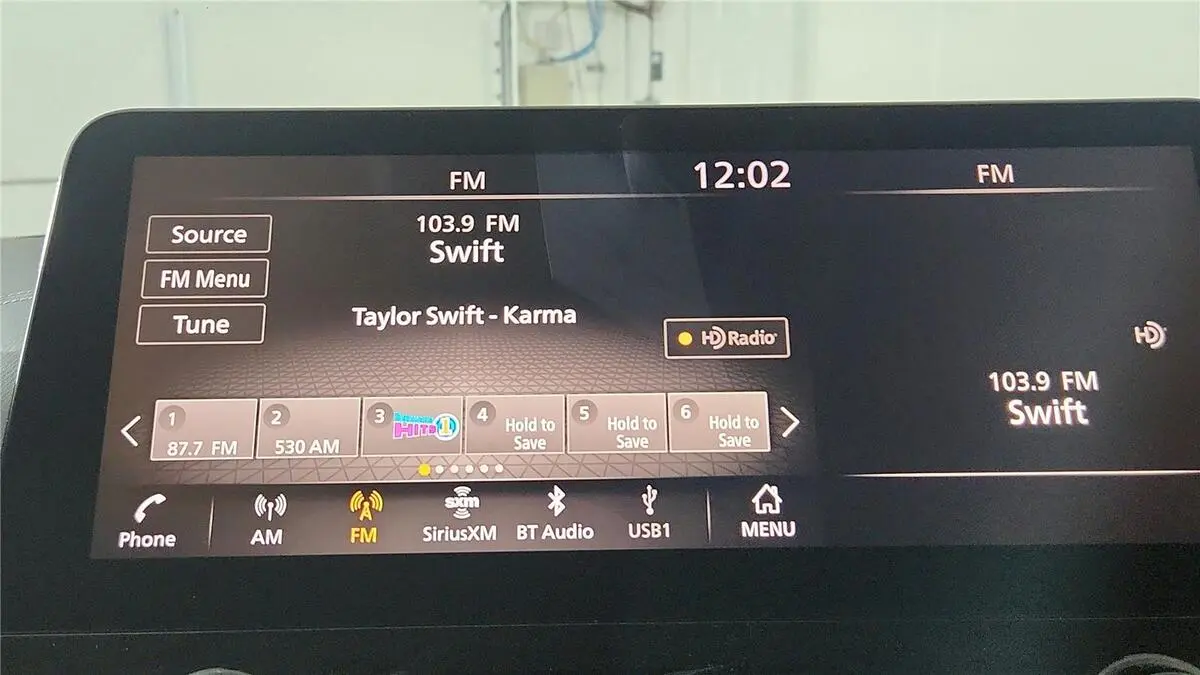 FM
12:02
FM
Source
FM Menu
Tune
103.9 FM
Swift
Taylor Swift - Karma
HD Radio
HD
103.9 FM
Swift
1
87.7 FM
2
530 AM
3
HITS 1
4
Hold to
Save
5
Hold to
Save
6
Hold to
Save
Phone
AM
FM
sxm
SiriusXM
BT Audio
USB1
MENU